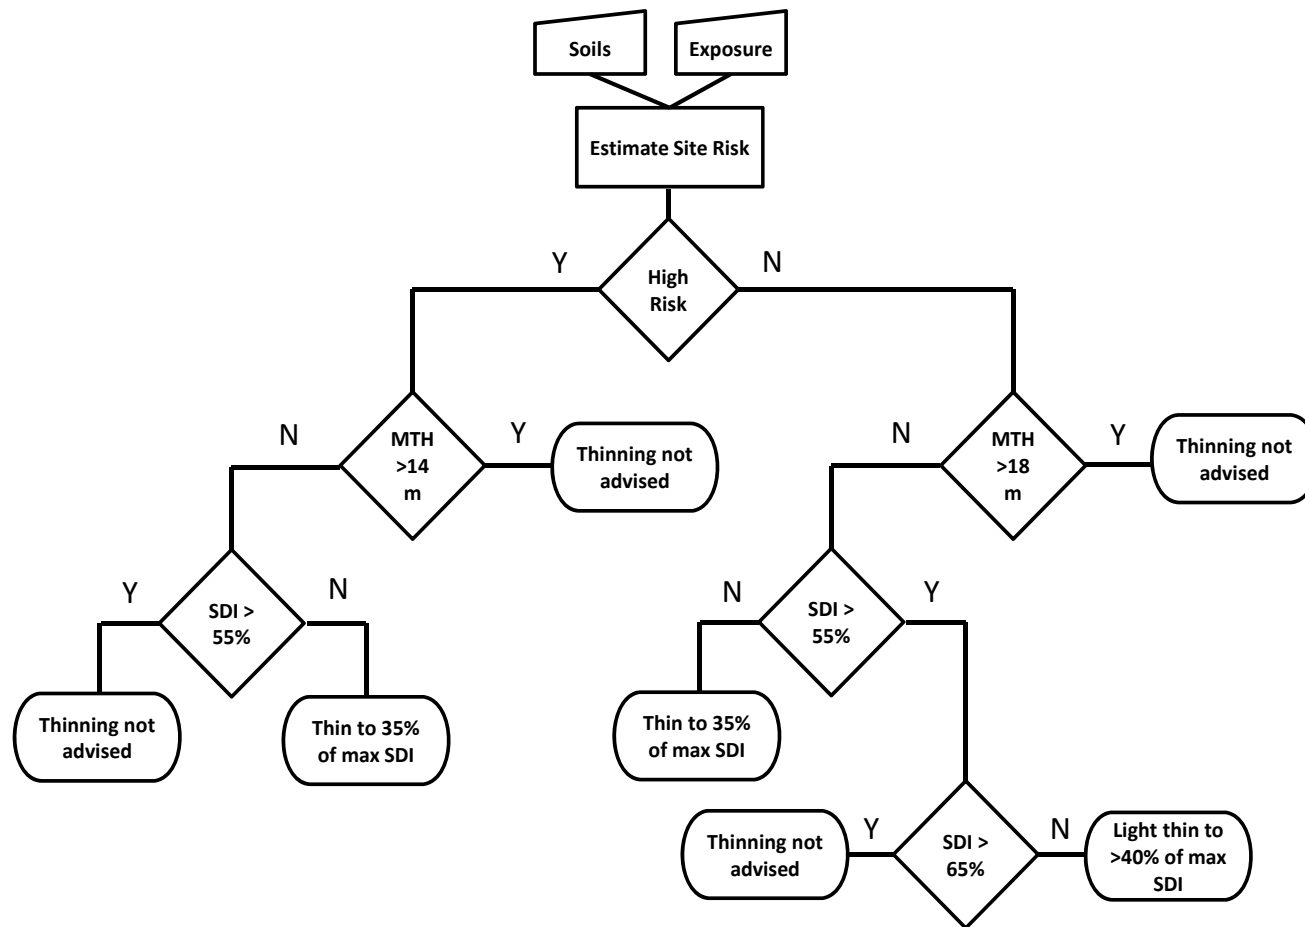 Soils
Exposure
Estimate Site Risk
Y
High
Risk
N
N
MTH
>14
m
Y
Thinning not
advised
N
MTH
>18
m
Y
Thinning not
advised
Y
SDI >
55%
N
N
SDI >
55%
Y
Thinning not
advised
Thin to 35%
of max SDI
Thin to 35%
of max SDI
Thinning not
advised
Y
SDI >
65%
N
Light thin to
>40% of max
SDI